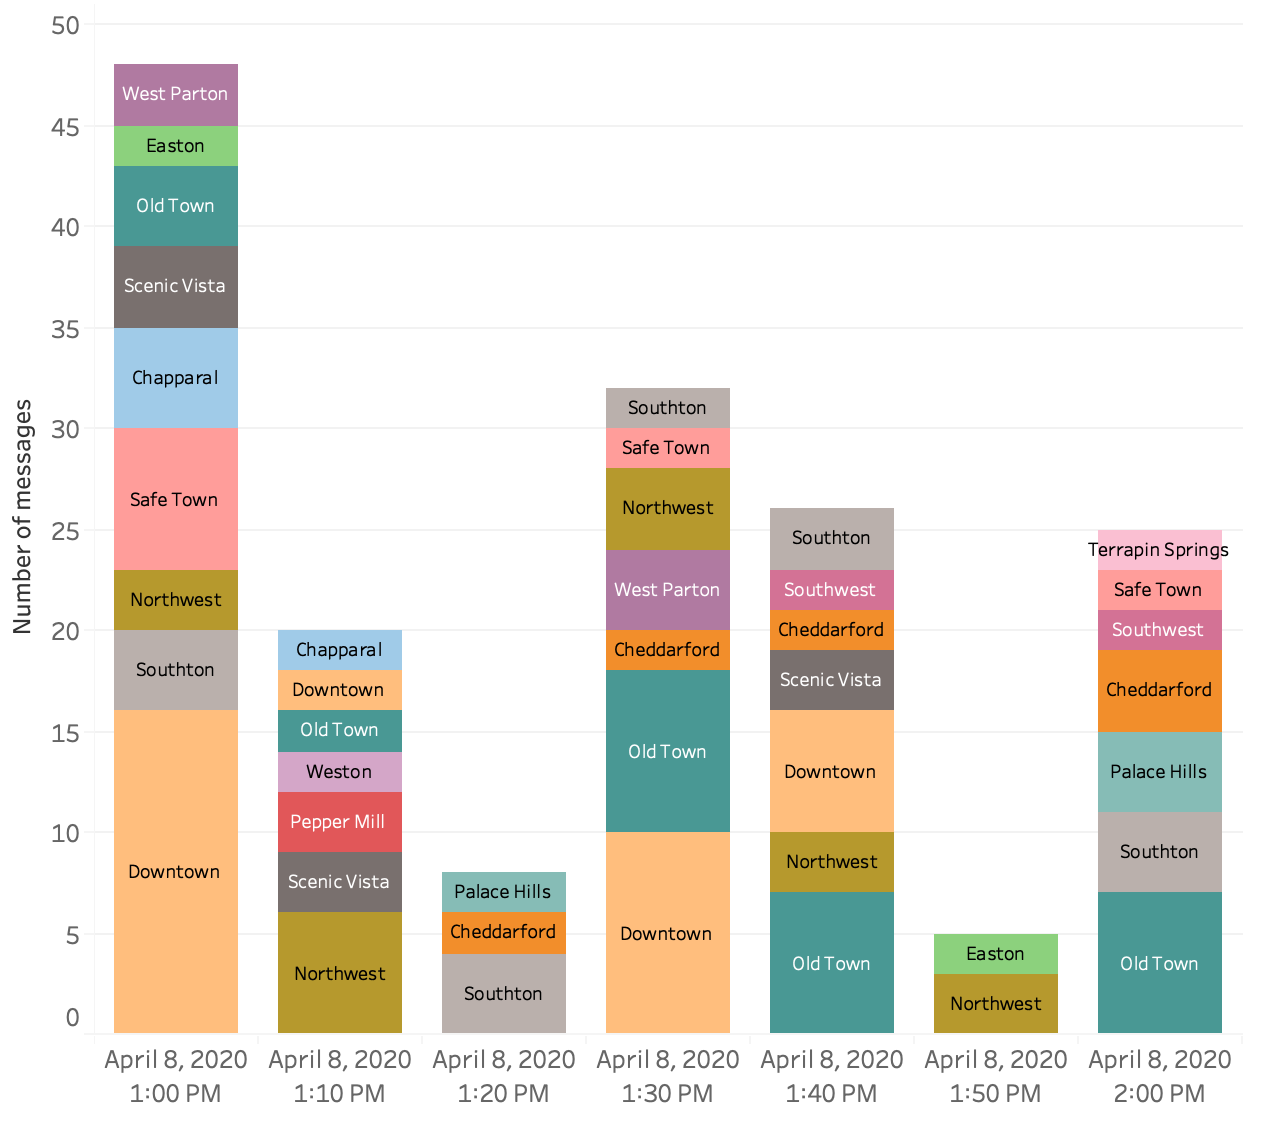 Number of messages
50
45
40
35
30
25
20
15
10
5
0
West Parton
Easton
Old Town
Scenic Vista
Chapparal
Safe Town
Northwest
Southton
Downtown
Chapparal
Downtown
Old Town
Weston
Pepper Mill
Scenic Vista
Northwest
Palace Hills
Cheddarford
Southton
Southton
Safe Town
Northwest
West Parton
Cheddarford
Old Town
Downtown
Southton
Southwest
Cheddarford
Scenic Vista
Downtown
Northwest
Old Town
Easton
Northwest
Terrapin Springs
Safe Town
Southwest
Cheddarford
Palace Hills
Southton
Old Town
April 8, 2020
1:00 PM
April 8, 2020
1:10 PM
April 8, 2020
1:20 PM
April 8, 2020
1:30 PM
April 8, 2020
1:40 PM
April 8, 2020
1:50 PM
April 8, 2020
2:00 PM